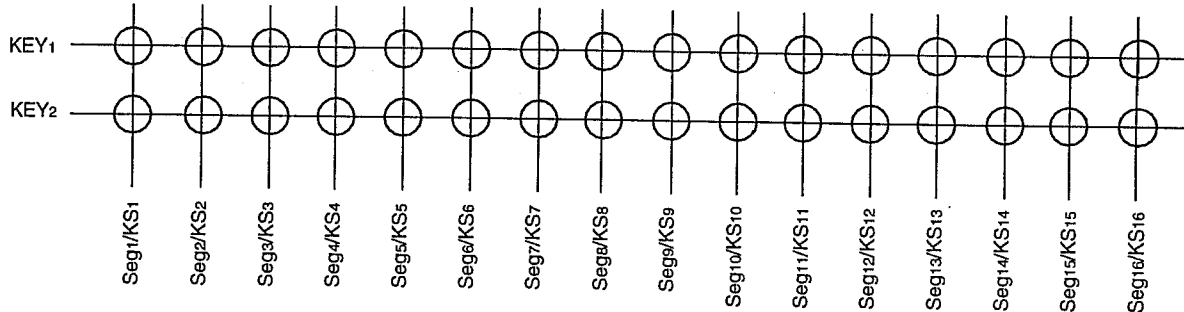 KEY1
KEY2
Seg1/KS1
Seg2/KS2
Seg3/KS3
Seg4/KS4
Seg5/KS5
Seg6/KS6
Seg7/KS7
Seg8/KS8
Seg9/KS9
Seg10/KS10
Seg11/KS11
Seg12/KS12
Seg13/KS13
Seg14/KS14
Seg15/KS15
Seg16/KS16